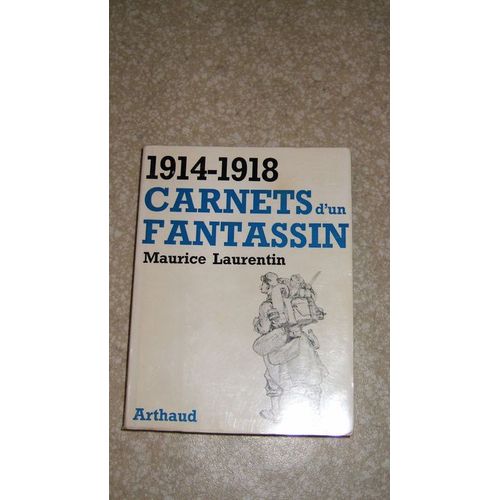 1914-1918
CARNETS d'un
FANTASSIN
Maurice Laurentin
Arthaud